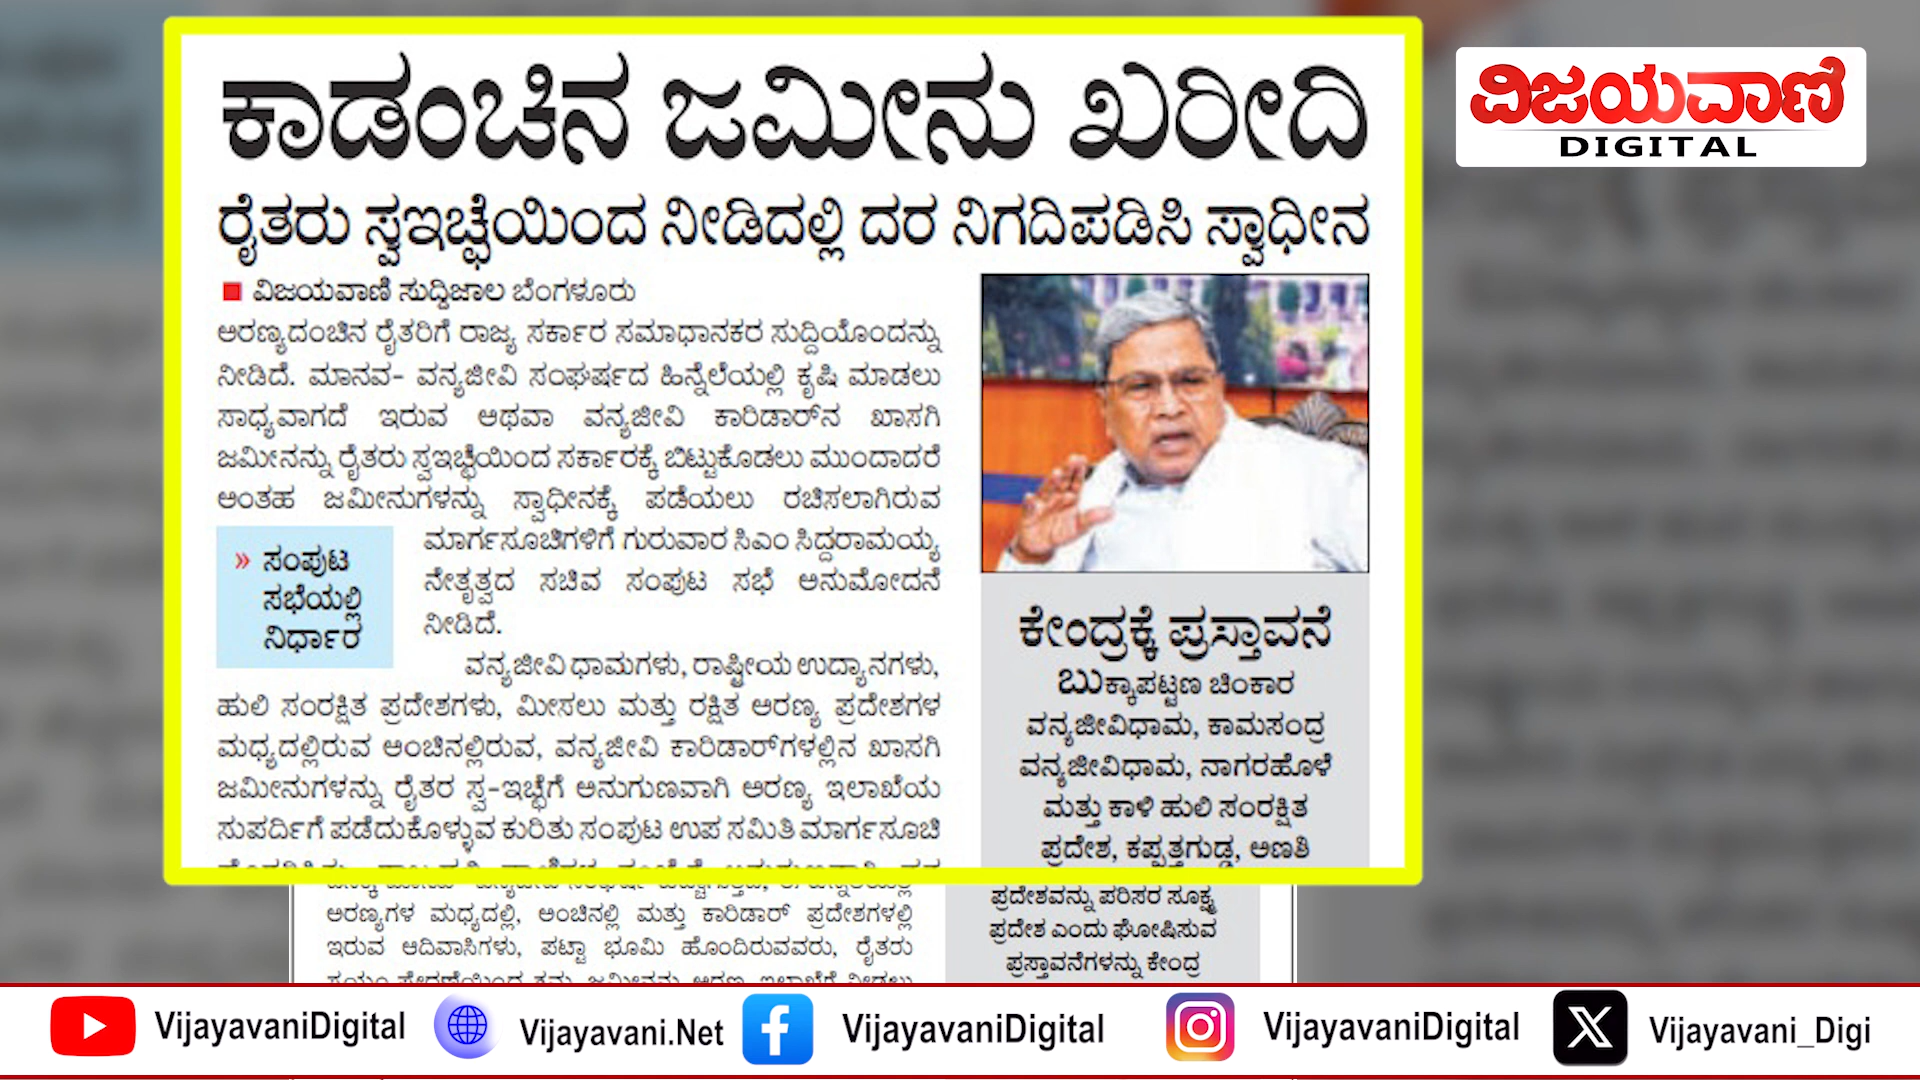 ಕಾಡಂಚಿನ ಜಮೀನು ಖರೀದಿ
ರೈತರು ಸ್ವಇಚ್ಛೆಯಿಂದ ನೀಡಿದಲ್ಲಿ ದರ ನಿಗದಿಪಡಿಸಿ ಸ್ವಾಧೀನ
ವಿಜಯವಾಣಿ ಸುದ್ದಿಜಾಲ ಬೆಂಗಳೂರು
ಅರಣ್ಯದಂಚಿನ ರೈತರಿಗೆ ರಾಜ್ಯ ಸರ್ಕಾರ ಸಮಾಧಾನಕರ ಸುದ್ದಿಯೊಂದನ್ನು
ನೀಡಿದೆ. ಮಾನವ- ವನ್ಯಜೀವಿ ಸಂಘರ್ಷದ ಹಿನ್ನೆಲೆಯಲ್ಲಿ ಕೃಷಿ ಮಾಡಲು
ಸಾಧ್ಯವಾಗದೆ ಇರುವ ಅಥವಾ ವನ್ಯಜೀವಿ ಕಾರಿಡಾರ್‌ನ ಖಾಸಗಿ
ಜಮೀನನ್ನು ರೈತರು ಸ್ವಇಚ್ಛೆಯಿಂದ ಸರ್ಕಾರಕ್ಕೆ ಬಿಟ್ಟುಕೊಡಲು ಮುಂದಾದರೆ
ಅಂತಹ ಜಮೀನುಗಳನ್ನು ಸ್ವಾಧೀನಕ್ಕೆ ಪಡೆಯಲು ರಚಿಸಲಾಗಿರುವ
ಮಾರ್ಗಸೂಚಿಗಳಿಗೆ ಗುರುವಾರ ಸಿಎಂ ಸಿದ್ದರಾಮಯ್ಯ
ನೇತೃತ್ವದ ಸಚಿವ ಸಂಪುಟ ಸಭೆ ಅನುಮೋದನೆ
ನೀಡಿದೆ.
» ಸಂಪುಟ
ಸಭೆಯಲ್ಲಿ
ನಿರ್ಧಾರ
ವನ್ಯಜೀವಿ ಧಾಮಗಳು, ರಾಷ್ಟ್ರೀಯ ಉದ್ಯಾನಗಳು,
ಹುಲಿ ಸಂರಕ್ಷಿತ ಪ್ರದೇಶಗಳು, ಮೀಸಲು ಮತ್ತು ರಕ್ಷಿತ ಅರಣ್ಯ ಪ್ರದೇಶಗಳ
ಮಧ್ಯದಲ್ಲಿರುವ ಅಂಚಿನಲ್ಲಿರುವ, ವನ್ಯಜೀವಿ ಕಾರಿಡಾರ್‌ಗಳಲ್ಲಿನ ಖಾಸಗಿ
ಜಮೀನುಗಳನ್ನು ರೈತರ ಸ್ವ-ಇಚ್ಛೆಗೆ ಅನುಗುಣವಾಗಿ ಅರಣ್ಯ ಇಲಾಖೆಯ
ಸುಪರ್ದಿಗೆ ಪಡೆದುಕೊಳ್ಳುವ ಕುರಿತು ಸಂಪುಟ ಉಪ ಸಮಿತಿ ಮಾರ್ಗಸೂಚಿ
ಅರಣ್ಯಗಳ ಮಧ್ಯದಲ್ಲಿ, ಅಂಚಿನಲ್ಲಿ ಮತ್ತು ಕಾರಿಡಾರ್ ಪ್ರದೇಶಗಳಲ್ಲಿ
ಇರುವ ಆದಿವಾಸಿಗಳು, ಪಟ್ಟಾ ಭೂಮಿ ಹೊಂದಿರುವವರು, ರೈತರು
ಕೇಂದ್ರಕ್ಕೆ ಪ್ರಸ್ತಾವನೆ
ಬುಕ್ಕಾಪಟ್ಟಣ ಚಿಂಕಾರ
ವನ್ಯಜೀವಿಧಾಮ, ಕಾಮಸಂದ್ರ
ವನ್ಯಜೀವಿಧಾಮ, ನಾಗರಹೊಳೆ
ಮತ್ತು ಕಾಳಿ ಹುಲಿ ಸಂರಕ್ಷಿತ
ಪ್ರದೇಶ, ಕಪ್ಪತ್ತಗುಡ್ಡ, ಅಣತಿ
ಪ್ರದೇಶವನ್ನು ಪರಿಸರ ಸೂಕ್ಷ್ಮ
ಪ್ರದೇಶ ಎಂದು ಘೋಷಿಸುವ
ಪ್ರಸ್ತಾವನೆಗಳನ್ನು ಕೇಂದ್ರ
ವಿಜಯವಾಣಿ
DIGITAL
VijayavaniDigital
Vijayavani.Net
VijayavaniDigital
VijayavaniDigital
Vijayavani_Digi